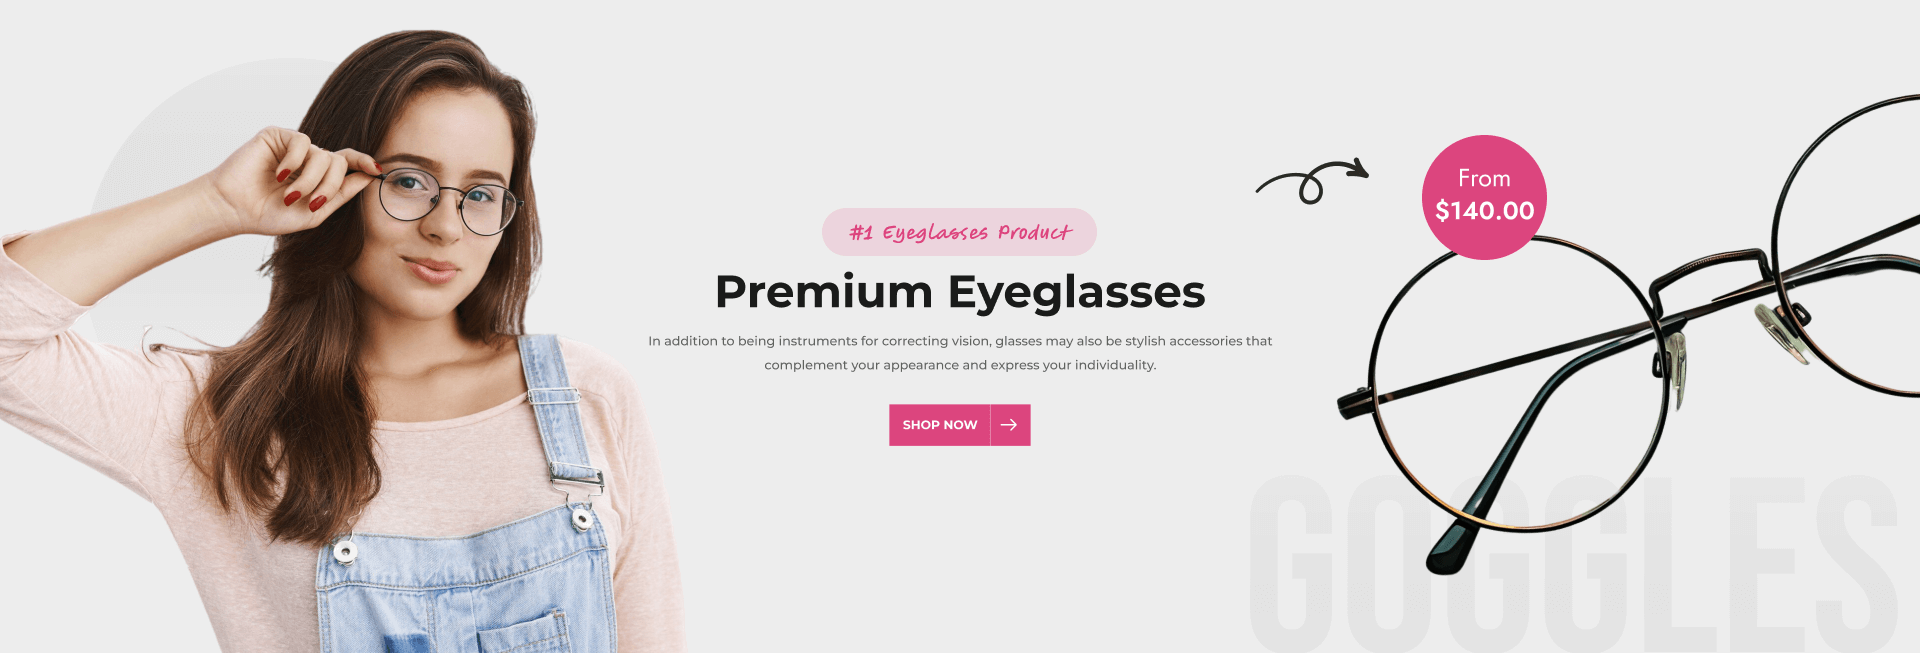 #1 Eyeglasses Product
Premium Eyeglasses
In addition to being instruments for correcting vision, glasses may also be stylish accessories that
complement your appearance and express your individuality.
SHOP NOW
From
$140.00
GOGGLES